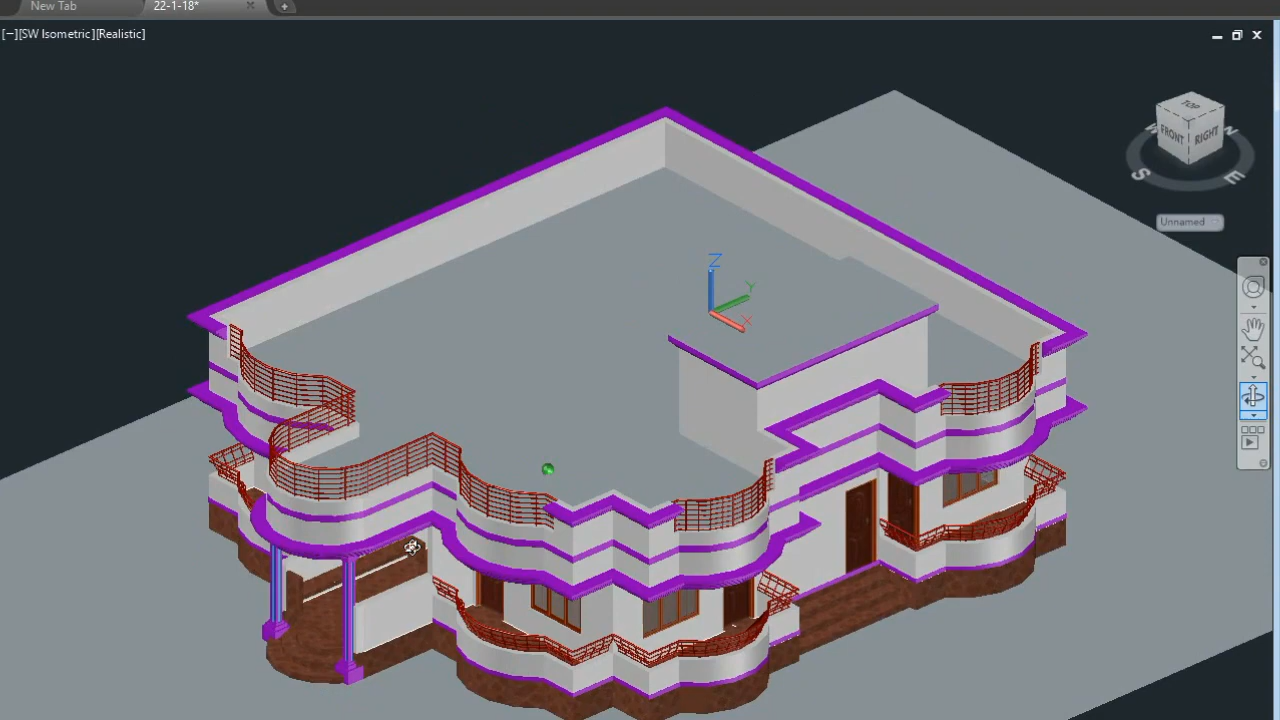 New Tab
22-1-18*
[−][SW Isometric][Realistic]
TOP
FRONT
RIGHT
W
N
S
E
Unnamed
Z
Y
X